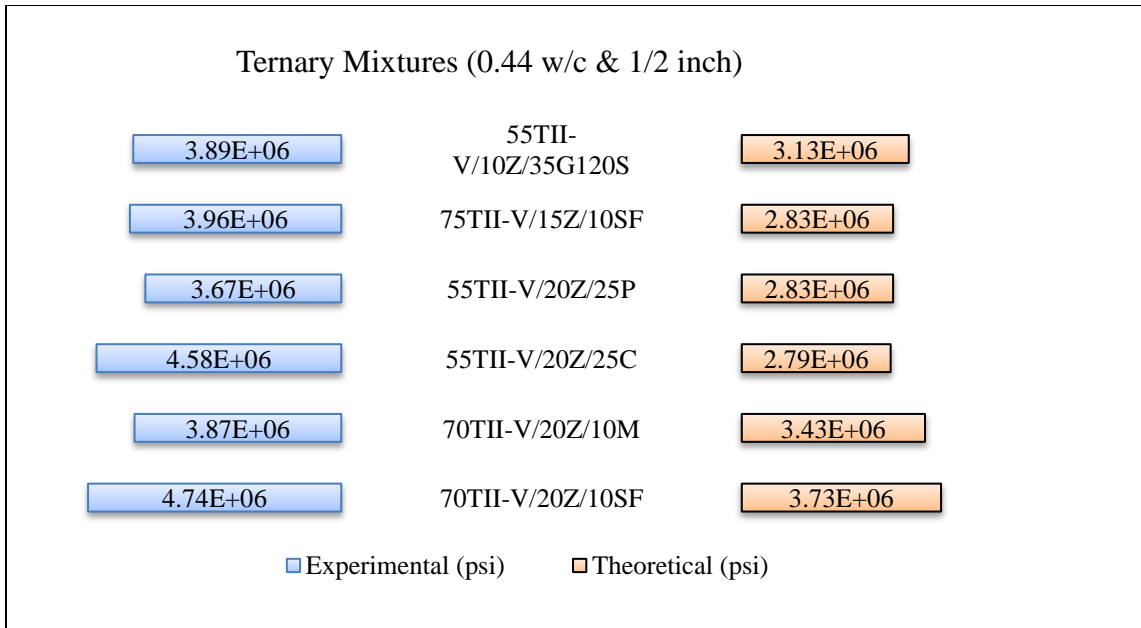 Ternary Mixtures (0.44 w/c & 1/2 inch)
55TII-
3.89E+06 V/10Z/35G120S 3.13E+06
3.96E+06 75TII-V/15Z/10SF 2.83E+06
3.67E+06 55TII-V/20Z/25P 2.83E+06
4.58E+06 55TII-V/20Z/25C 2.79E+06
3.87E+06 70TII-V/20Z/10M 3.43E+06
4.74E+06 70TII-V/20Z/10SF 3.73E+06
Experimental (psi) Theoretical (psi)